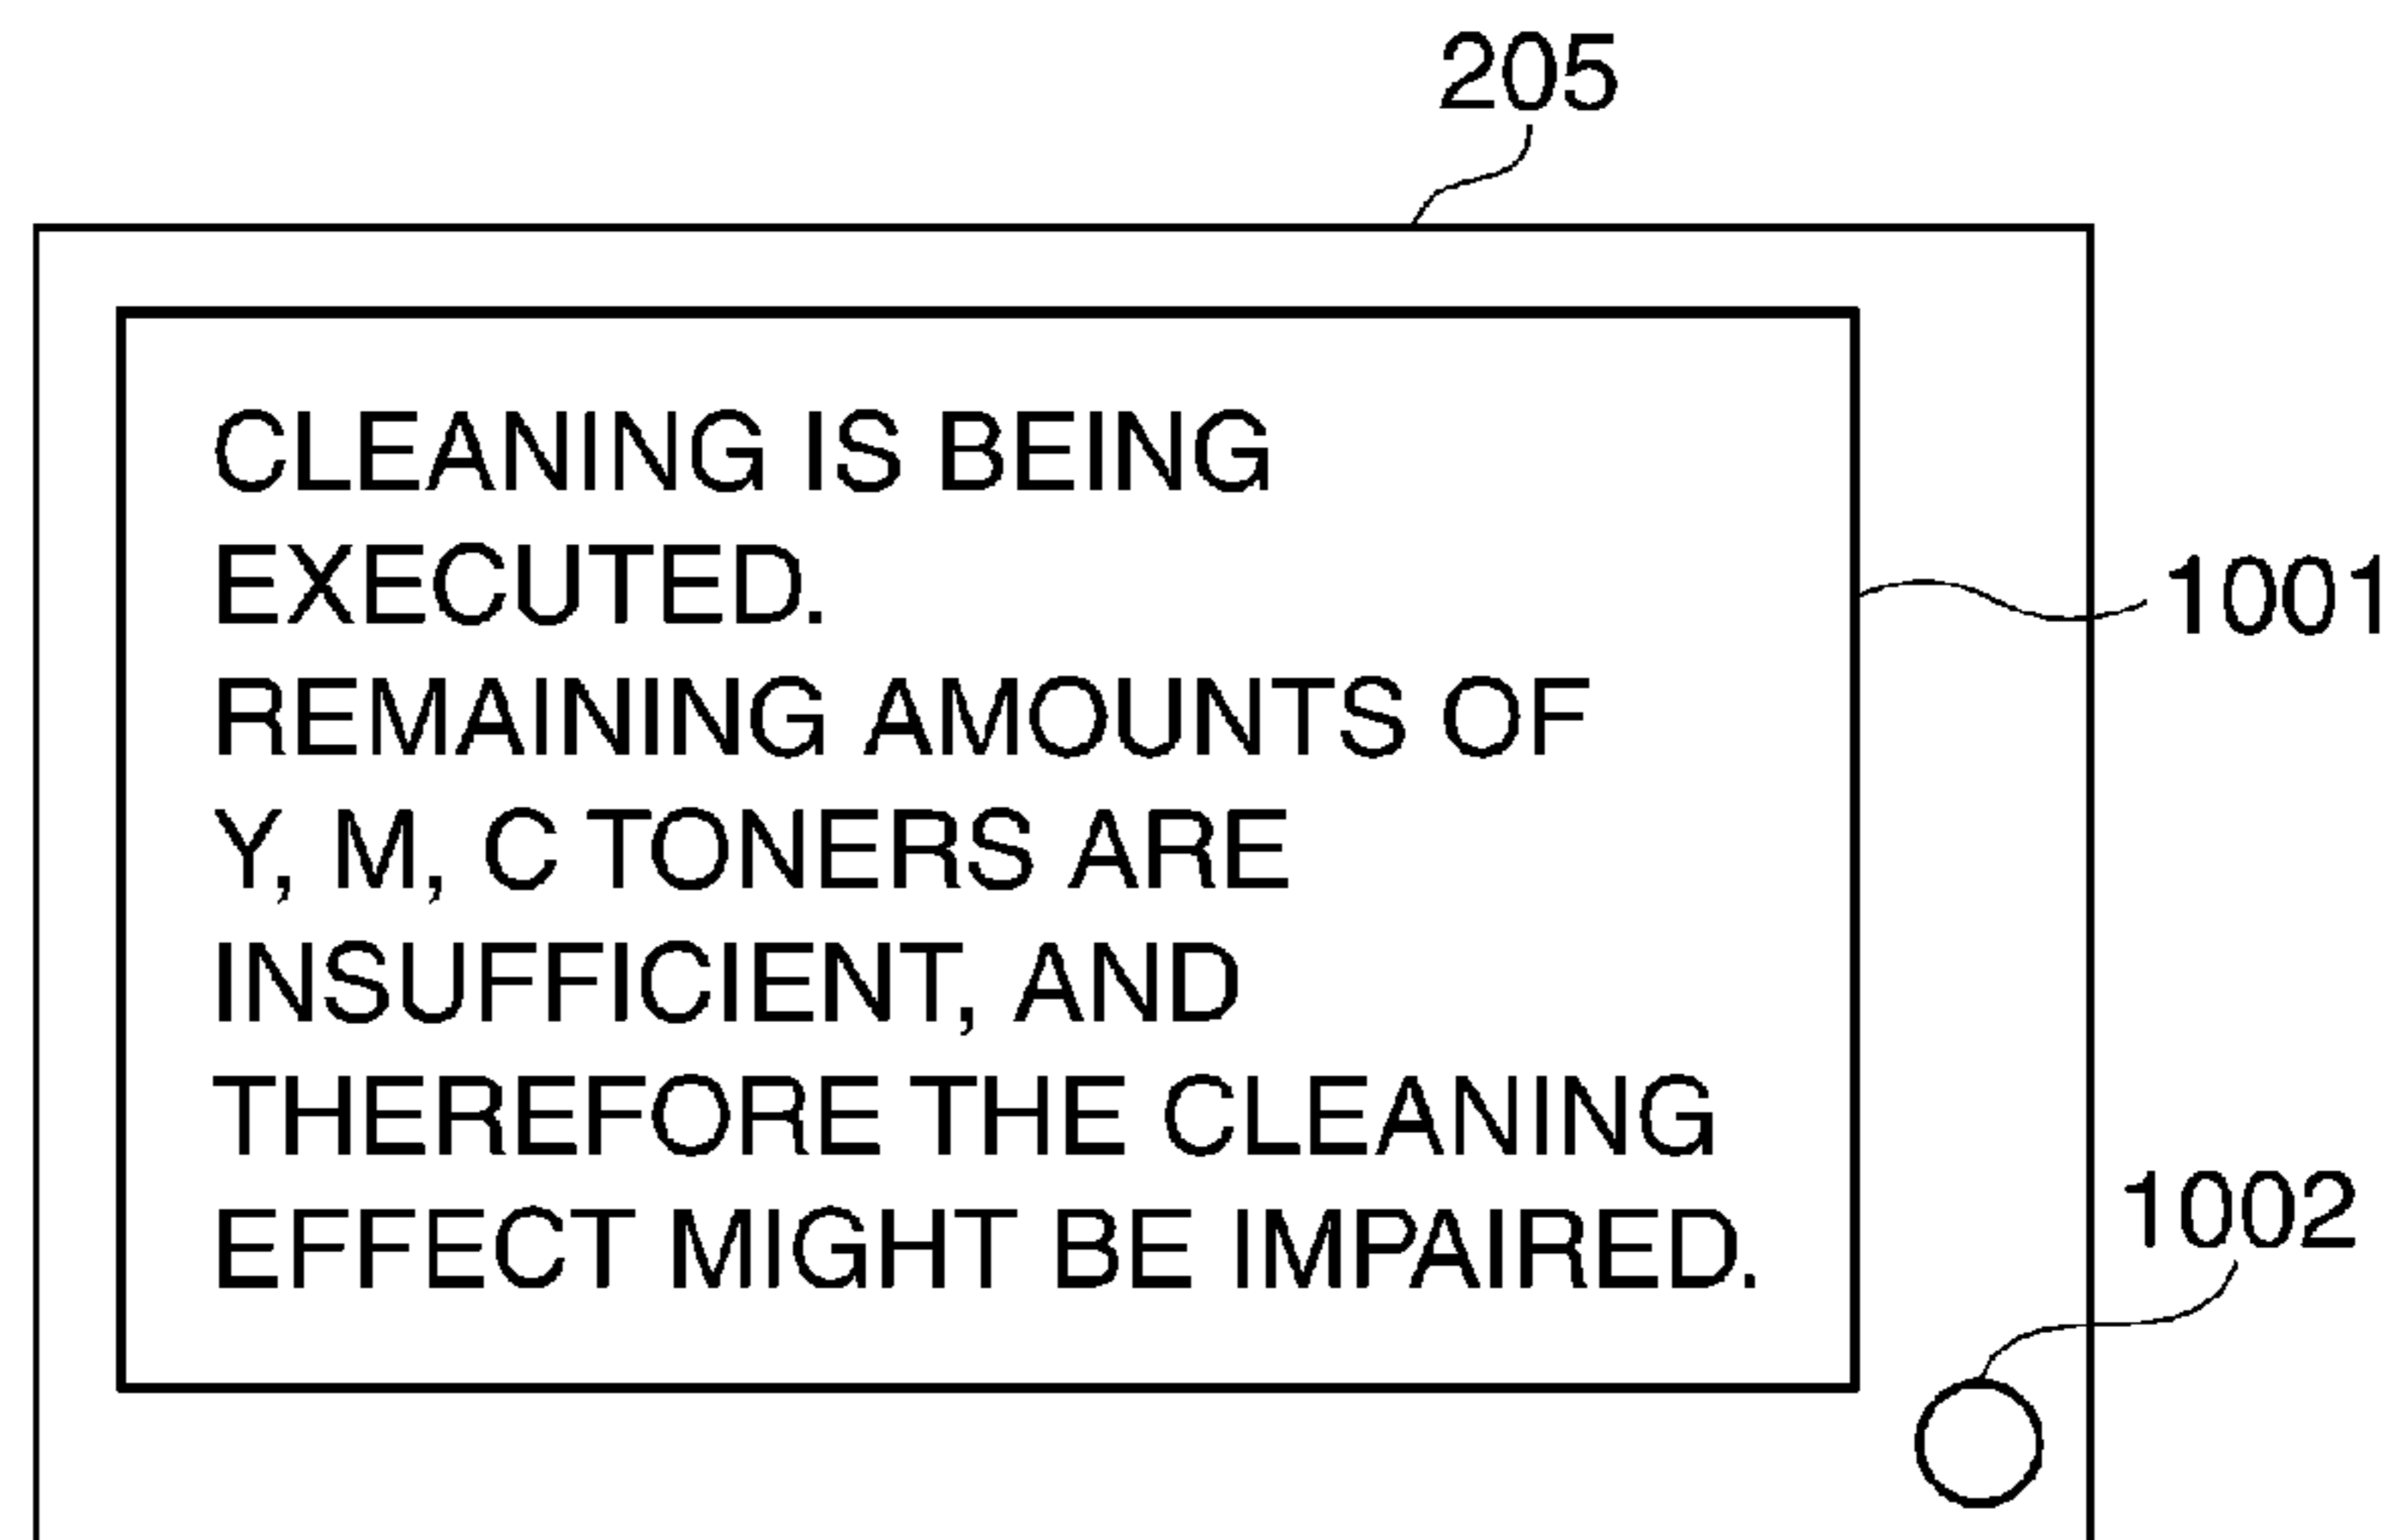 205
CLEANING IS BEING
EXECUTED.
REMAINING AMOUNTS OF
Y, M, C TONERS ARE
INSUFFICIENT, AND
THEREFORE THE CLEANING
EFFECT MIGHT BE IMPAIRED.
1001
1002